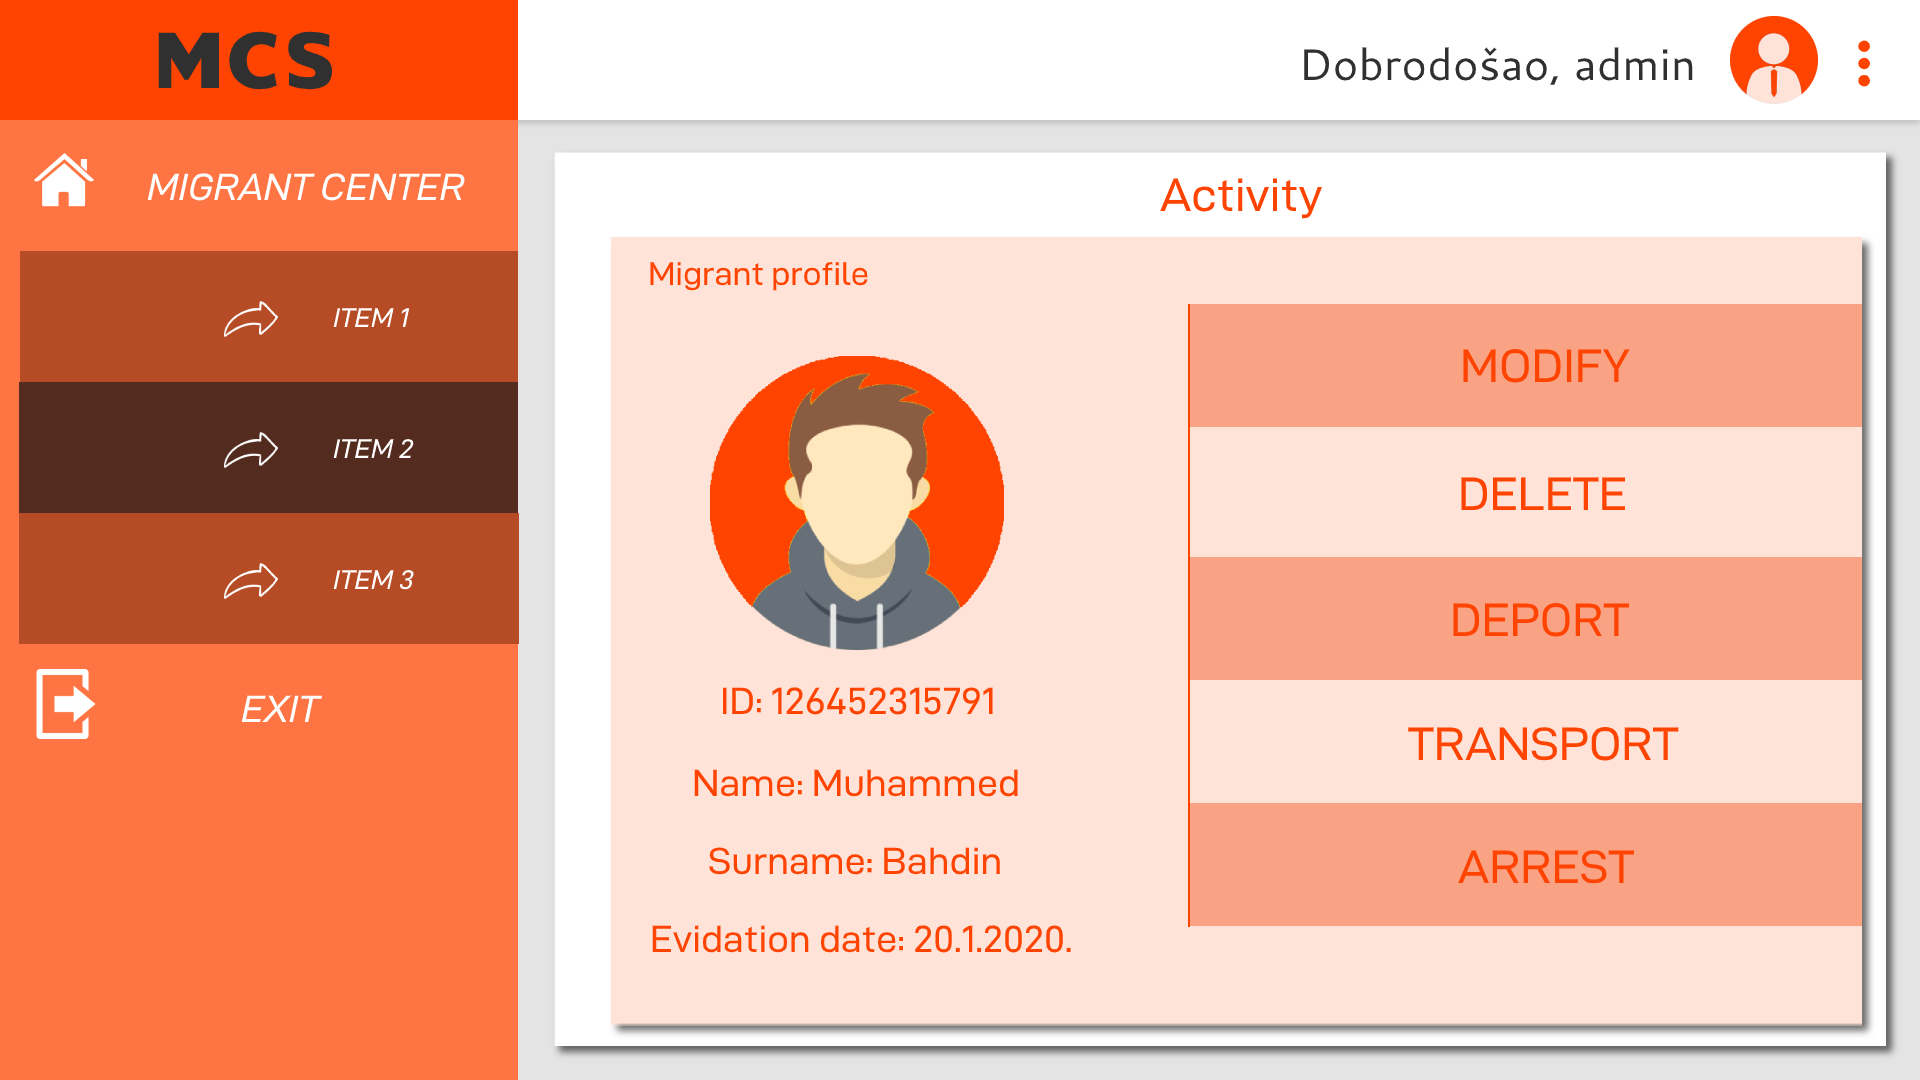 MCS
Dobrodošao, admin
MIGRANT CENTER
ITEM 1
ITEM 2
ITEM 3
EXIT
Activity
Migrant profile
ID: 126452315791
Name: Muhammed
Surname: Bahdin
Evidation date: 20.1.2020.
MODIFY
DELETE
DEPORT
TRANSPORT
ARREST